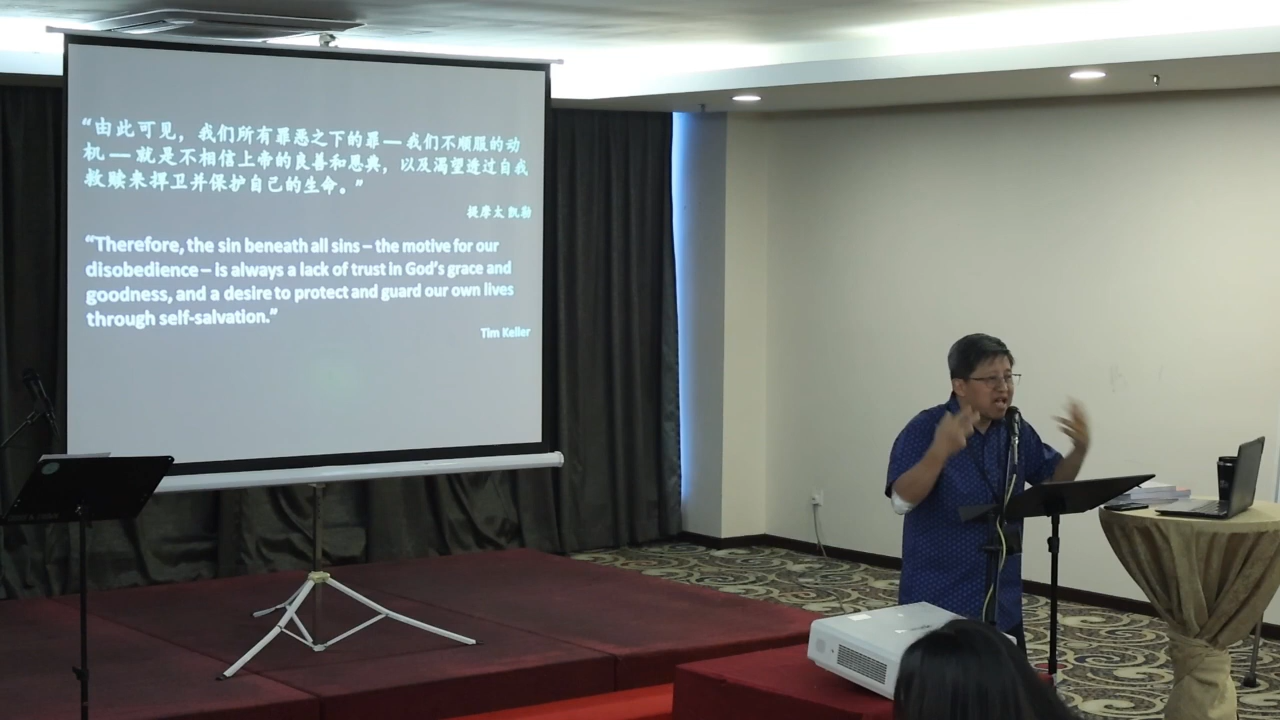 “由此可见，我们所有罪恶之下的罪 — 我们不顺服的动
机 — 就是不相信上帝的良善和恩典，以及渴望透过自我
救赎来捍卫并保护自己的生命。”
提摩太 凯勒
“Therefore, the sin beneath all sins – the motive for our
disobedience – is always a lack of trust in God’s grace and
goodness, and a desire to protect and guard our own lives
through self-salvation.”
Tim Keller